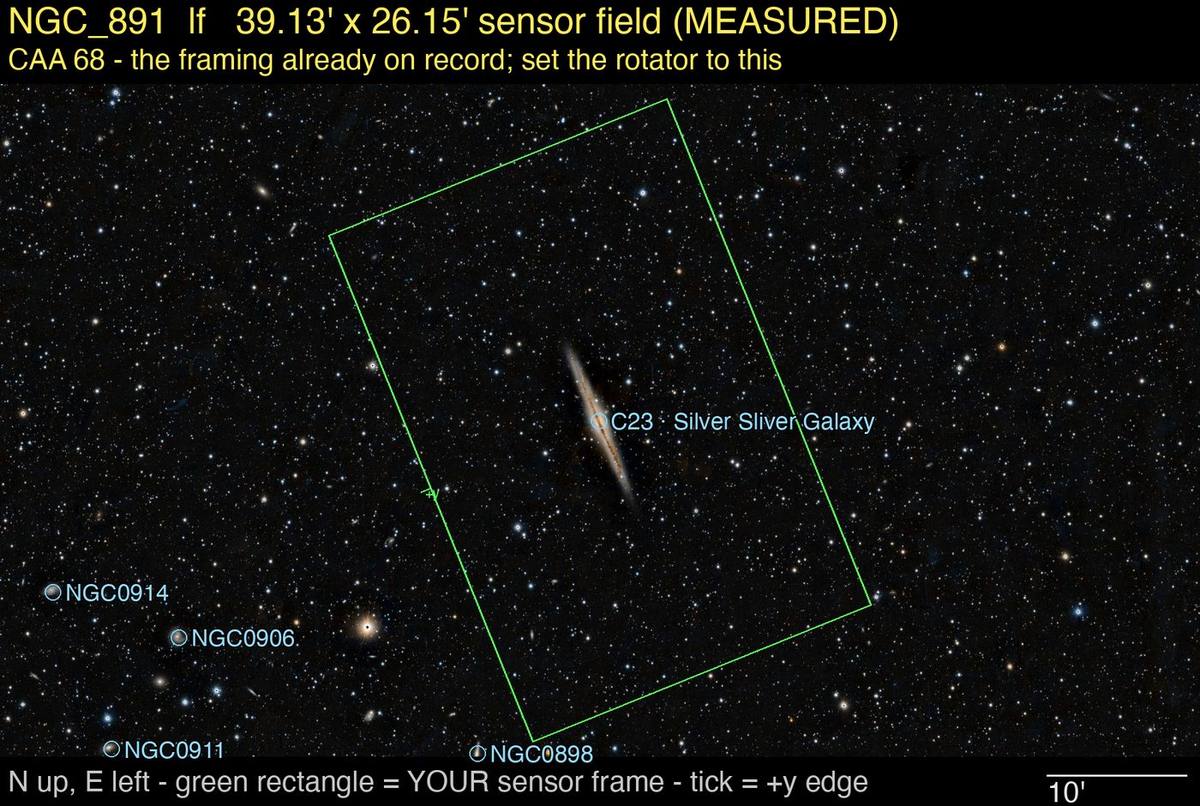 NGC_891 lf 39.13' x 26.15' sensor field (MEASURED)
CAA 68 - the framing already on record; set the rotator to this
C23 · Silver Sliver Galaxy
+y
NGC0914
NGC0906
NGC0911
NGC0898
N up, E left - green rectangle = YOUR sensor frame - tick = +y edge
10'